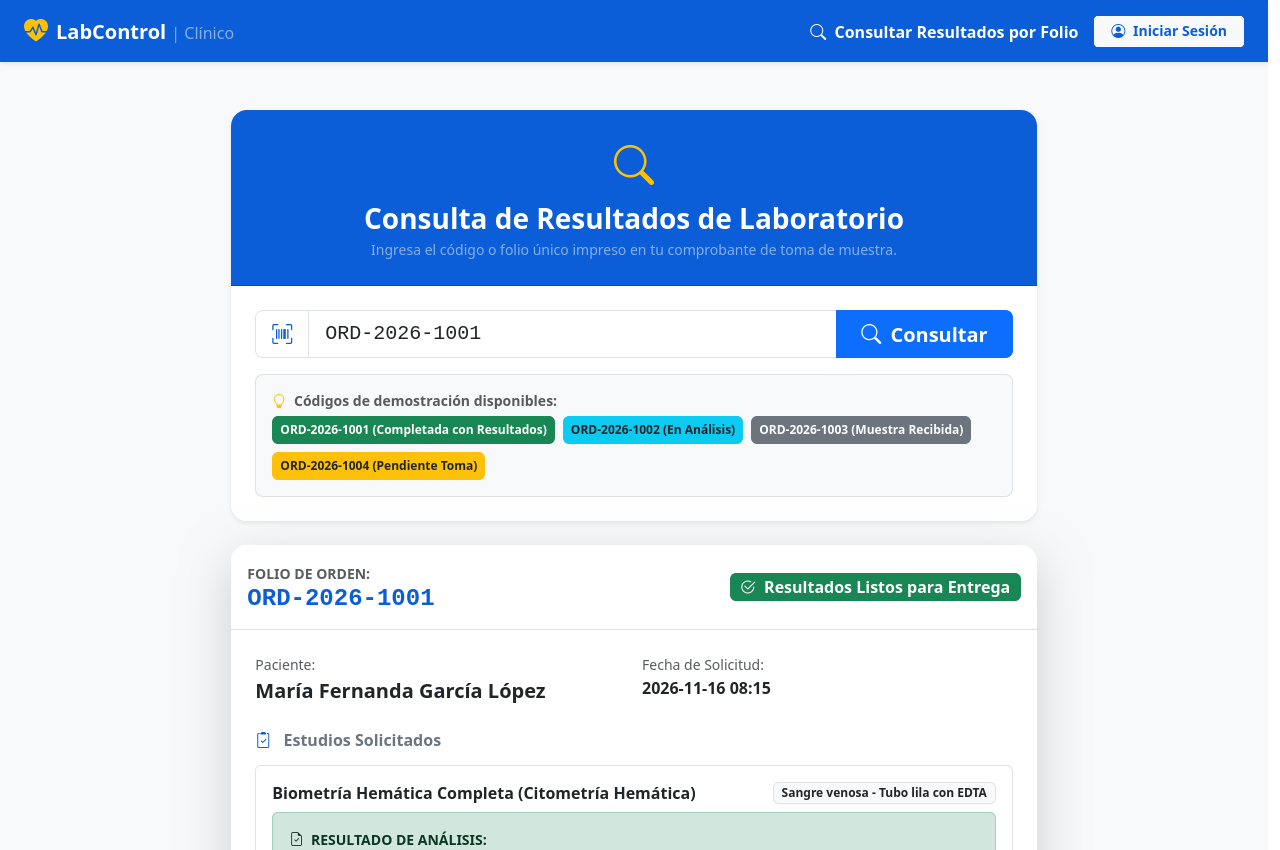 LabControl | Clínico
Consultar Resultados por Folio
Iniciar Sesión
Consulta de Resultados de Laboratorio
Ingresa el código o folio único impreso en tu comprobante de toma de muestra.
ORD-2026-1001
Consultar
Códigos de demostración disponibles:
ORD-2026-1001 (Completada con Resultados)
ORD-2026-1002 (En Análisis)
ORD-2026-1003 (Muestra Recibida)
ORD-2026-1004 (Pendiente Toma)
FOLIO DE ORDEN:
ORD-2026-1001
Resultados Listos para Entrega
Paciente:
María Fernanda García López
Fecha de Solicitud:
2026-11-16 08:15
Estudios Solicitados
Biometría Hemática Completa (Citometría Hemática)
Sangre venosa - Tubo lila con EDTA
RESULTADO DE ANÁLISIS: